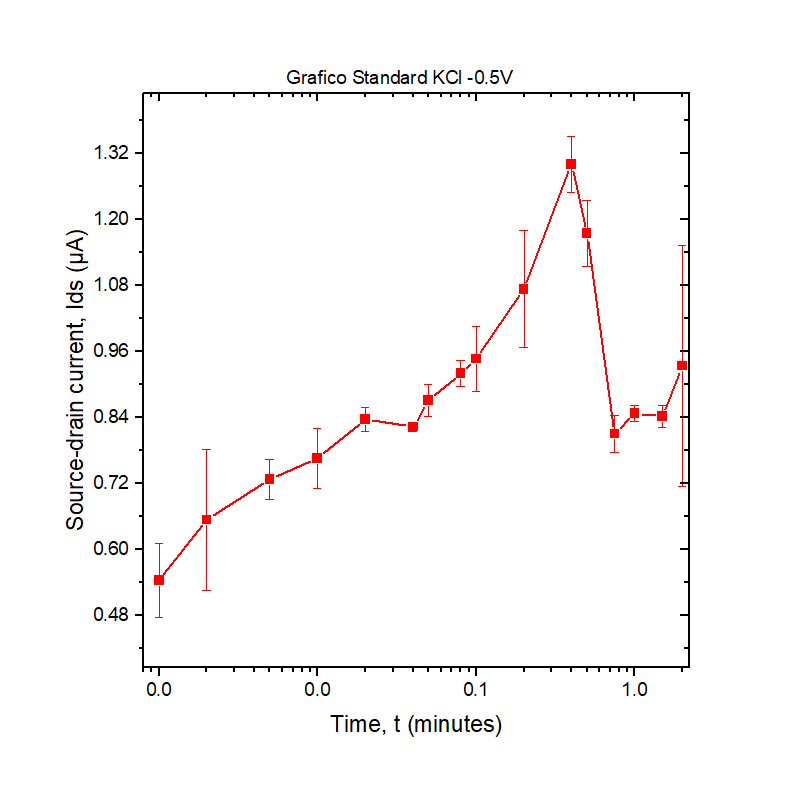 Grafico Standard KCl -0.5V
1.32
1.20
1.08
0.96
0.84
0.72
0.60
0.48
Source-drain current, Ids (µA)
0.0 0.0 0.1 1.0
Time, t (minutes)